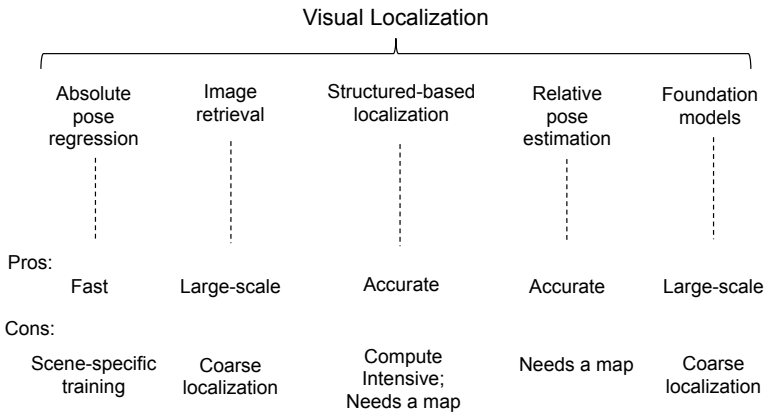 Visual Localization
Absolute
pose
regression
Image
retrieval
Structured-based
localization
Relative
pose
estimation
Foundation
models
Pros:
Fast
Large-scale
Accurate
Accurate
Large-scale
Cons:
Scene-specific
training
Coarse
localization
Compute
Intensive;
Needs a map
Needs a map
Coarse
localization